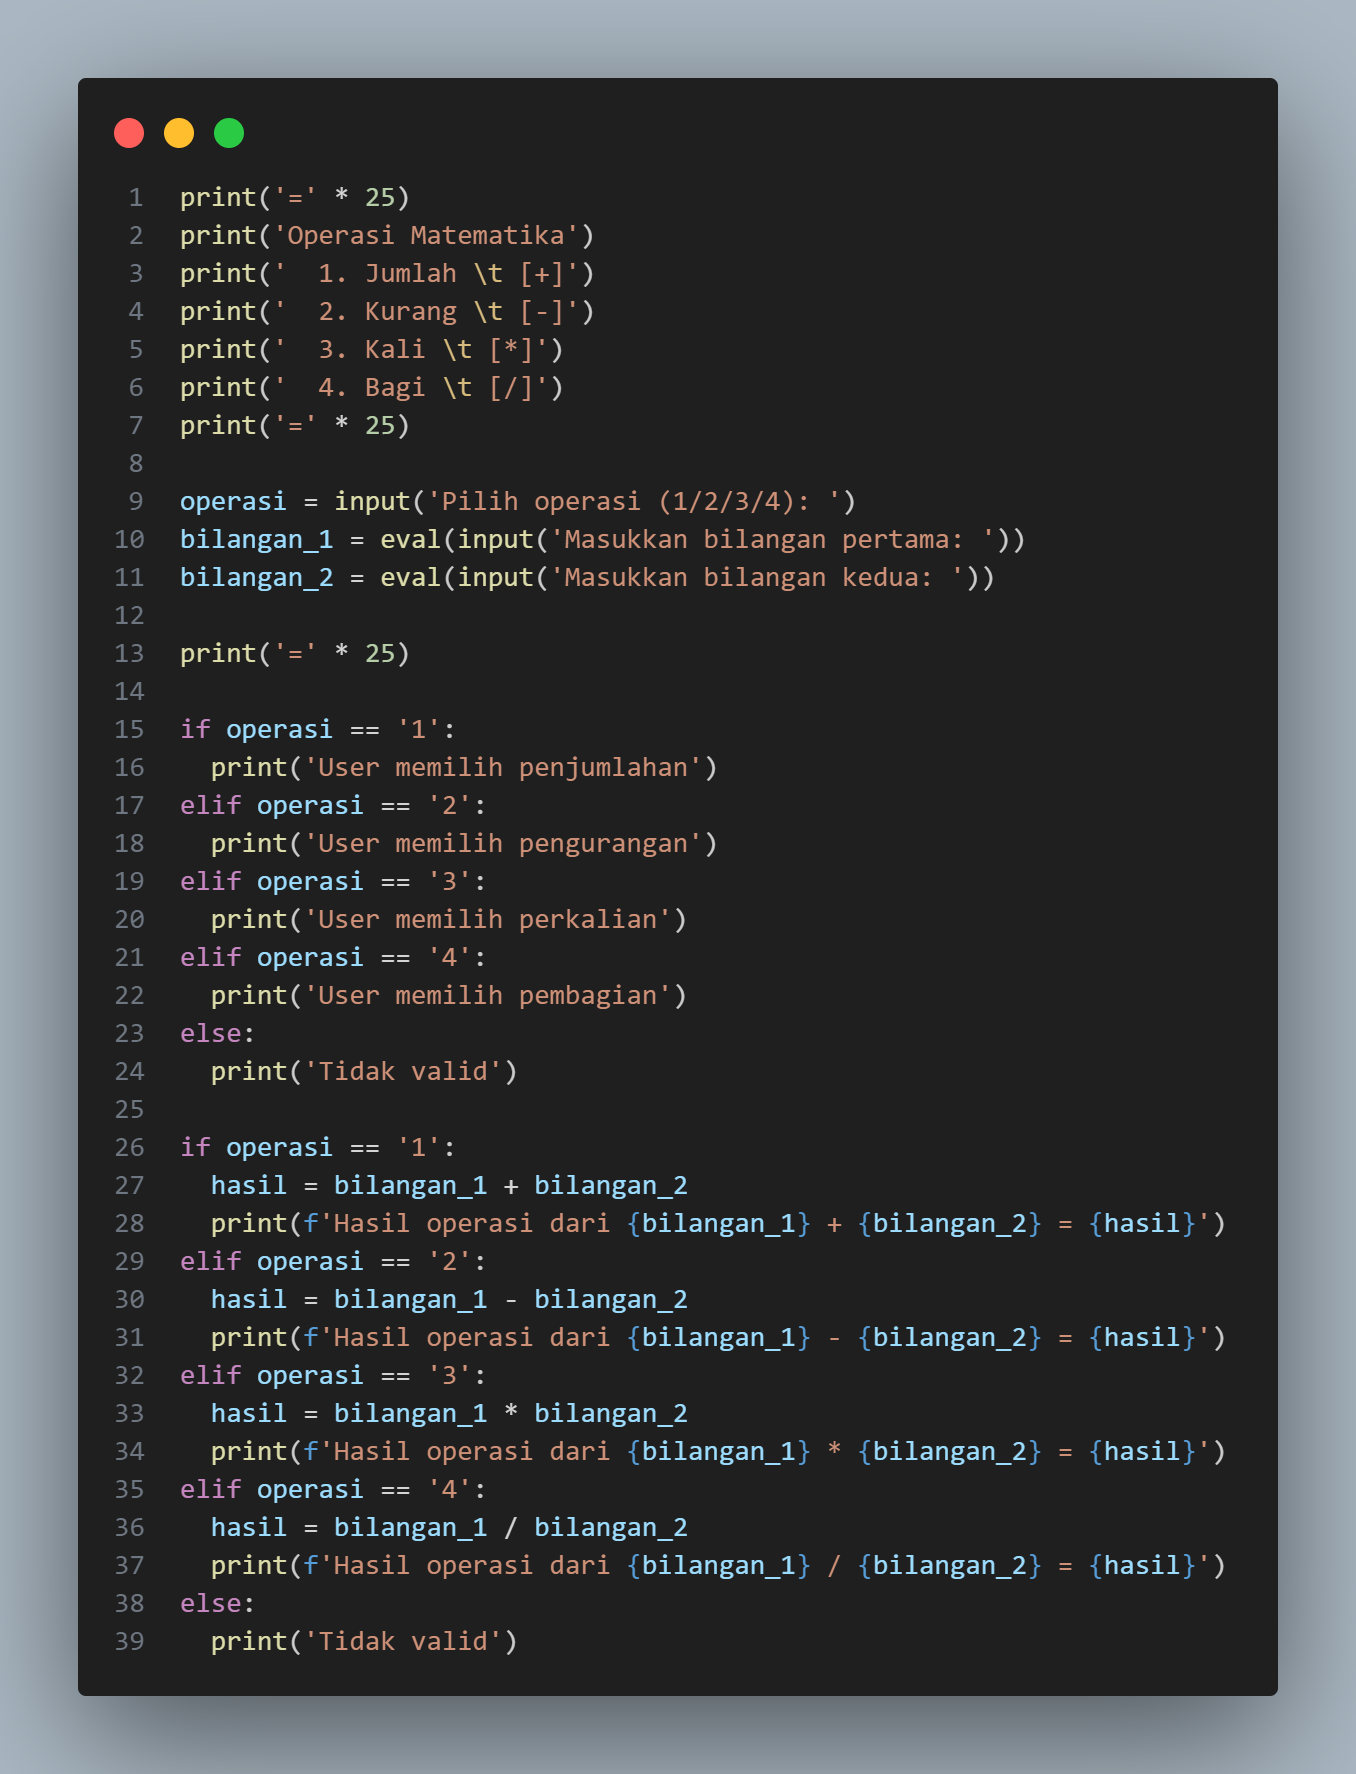 1 print('=' * 25)
2 print('Operasi Matematika')
3 print('  1. Jumlah \t [+]')
4 print('  2. Kurang \t [-]')
5 print('  3. Kali \t [*]')
6 print('  4. Bagi \t [/]')
7 print('=' * 25)
8
9 operasi = input('Pilih operasi (1/2/3/4): ')
10 bilangan_1 = eval(input('Masukkan bilangan pertama: '))
11 bilangan_2 = eval(input('Masukkan bilangan kedua: '))
12
13 print('=' * 25)
14
15 if operasi == '1':
16   print('User memilih penjumlahan')
17 elif operasi == '2':
18   print('User memilih pengurangan')
19 elif operasi == '3':
20   print('User memilih perkalian')
21 elif operasi == '4':
22   print('User memilih pembagian')
23 else:
24   print('Tidak valid')
25
26 if operasi == '1':
27   hasil = bilangan_1 + bilangan_2
28   print(f'Hasil operasi dari {bilangan_1} + {bilangan_2} = {hasil}')
29 elif operasi == '2':
30   hasil = bilangan_1 - bilangan_2
31   print(f'Hasil operasi dari {bilangan_1} - {bilangan_2} = {hasil}')
32 elif operasi == '3':
33   hasil = bilangan_1 * bilangan_2
34   print(f'Hasil operasi dari {bilangan_1} * {bilangan_2} = {hasil}')
35 elif operasi == '4':
36   hasil = bilangan_1 / bilangan_2
37   print(f'Hasil operasi dari {bilangan_1} / {bilangan_2} = {hasil}')
38 else:
39   print('Tidak valid')